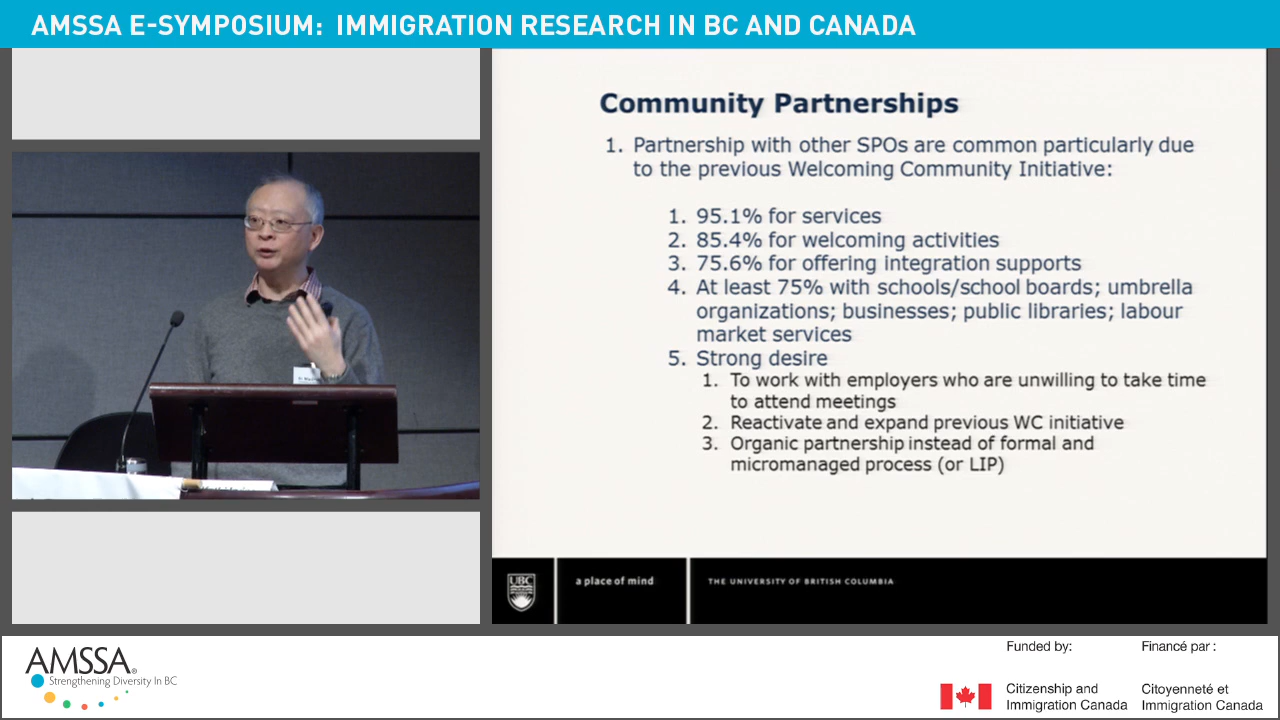 AMSSA E-SYMPOSIUM: IMMIGRATION RESEARCH IN BC AND CANADA
Community Partnerships
1. Partnership with other SPOs are common particularly due
to the previous Welcoming Community Initiative:
1. 95.1% for services
2. 85.4% for welcoming activities
3. 75.6% for offering integration supports
4. At least 75% with schools/school boards; umbrella
organizations; businesses; public libraries; labour
market services
5. Strong desire
1. To work with employers who are unwilling to take time
to attend meetings
2. Reactivate and expand previous WC initiative
3. Organic partnership instead of formal and
micromanaged process (or LIP)
UBC
a place of mind
THE UNIVERSITY OF BRITISH COLUMBIA
AMSSA®
Strengthening Diversity In BC
Funded by:
Citizenship and
Immigration Canada
Financé par :
Citoyenneté et
Immigration Canada